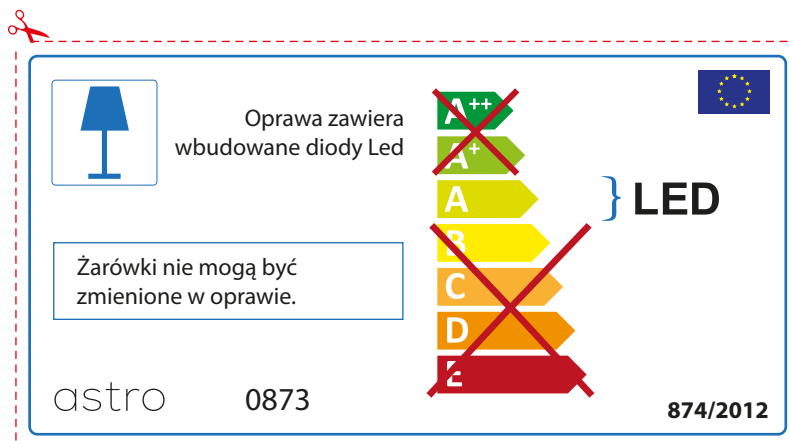 Oprawa zawiera
wbudowane diody Led
A++
A+
A
B
C
D
E
LED
Żarówki nie mogą być
zmienione w oprawie.
astro
0873
874/2012